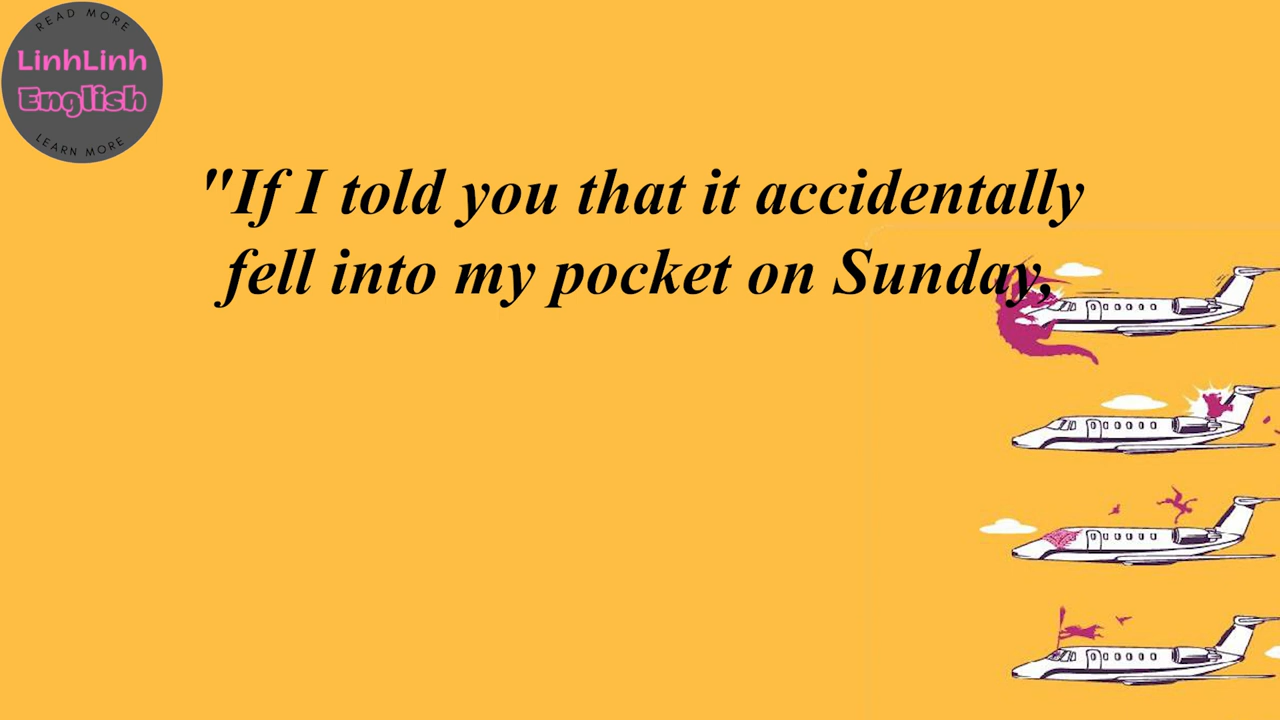 READ MORE
LinhLinh
English
LEARN MORE
"If I told you that it accidentally
fell into my pocket on Sunday,